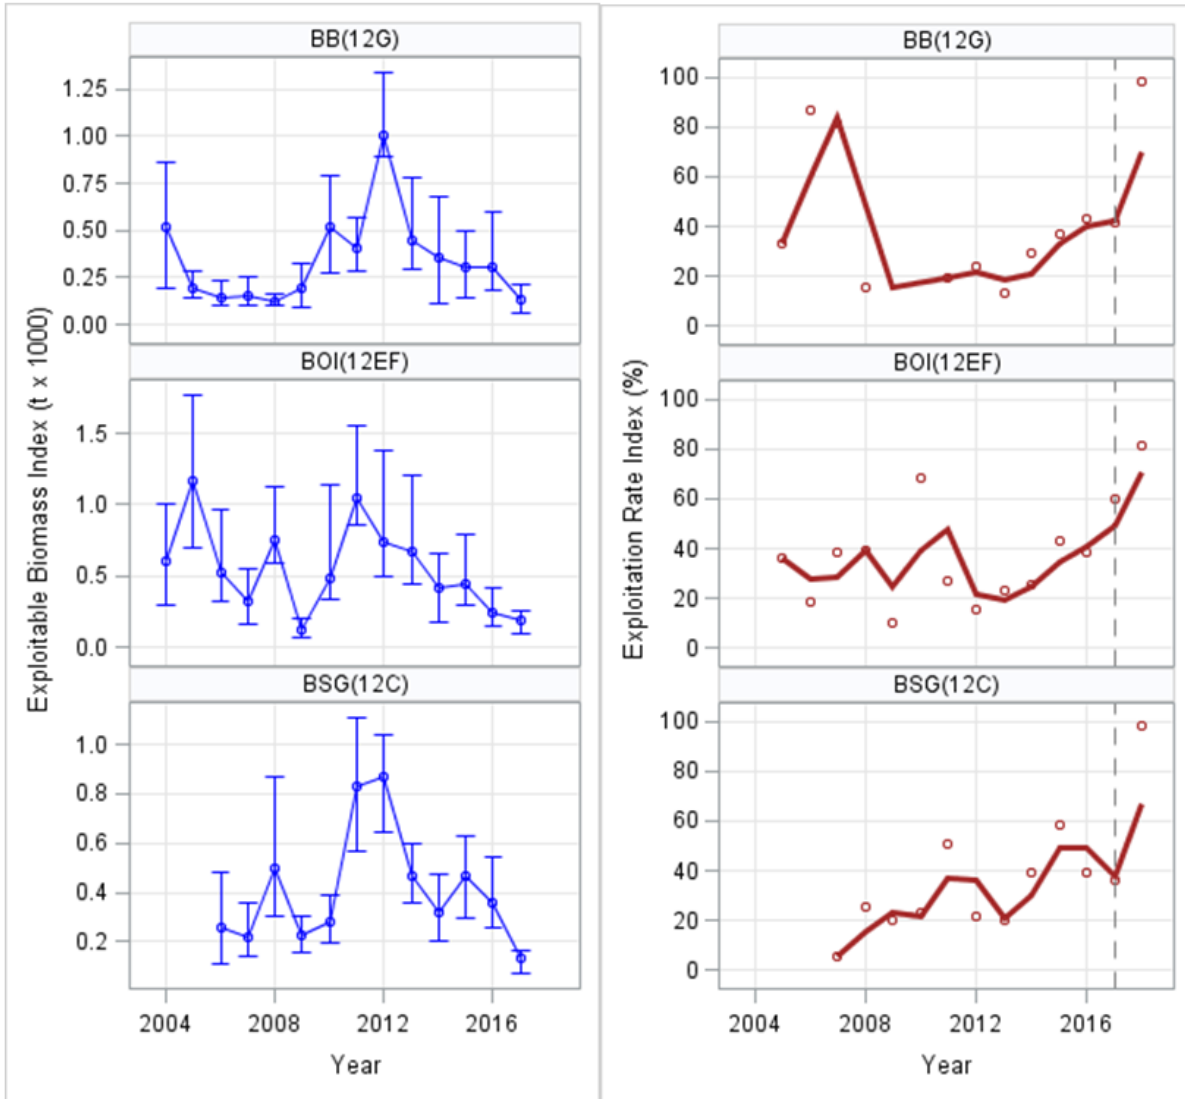 BB(12G)
1.25
1.00
0.75
0.50
0.25
0.00
BOI(12EF)
1.5
1.0
0.5
0.0
BSG(12C)
1.0
0.8
0.6
0.4
0.2
2004 2008 2012 2016
Year
Exploitable Biomass Index (t x 1000)
BB(12G)
100
80
60
40
20
0
BOI(12EF)
100
80
60
40
20
0
BSG(12C)
100
80
60
40
20
0
2004 2008 2012 2016
Year
Exploitation Rate Index (%)